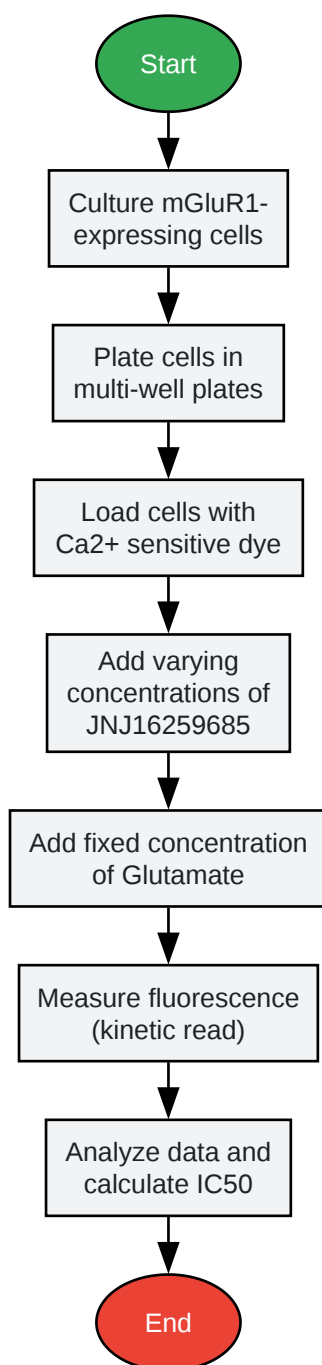 Start
Culture mGluR1-
expressing cells
Plate cells in
multi-well plates
Load cells with
Ca2+ sensitive dye
Add varying
concentrations of
JNJ16259685
Add fixed concentration
of Glutamate
Measure fluorescence
(kinetic read)
Analyze data and
calculate IC50
End